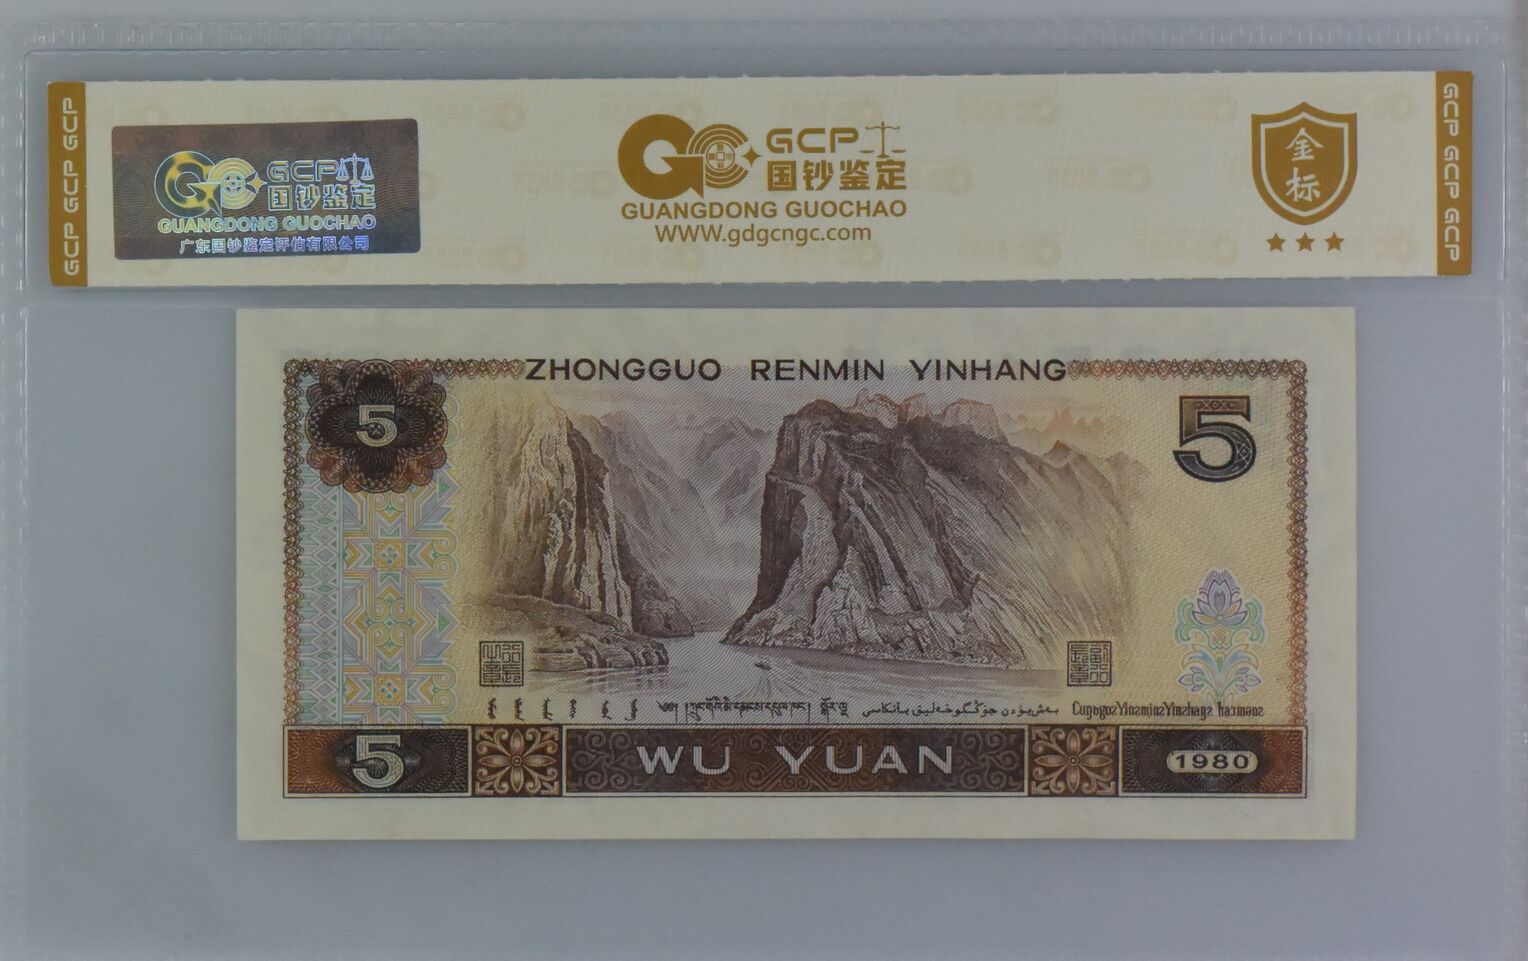 GCP GCP GCP
GCP
国钞鉴定
GUANGDONG GUOCHAO
广东国钞鉴定评估有限公司
GCP
国钞鉴定
GUANGDONG GUOCHAO
WWW.gdgcngc.com
金标
GCP GCP GCP
ZHONGGUO RENMIN YINHANG
5
5
5
WU YUAN
1980